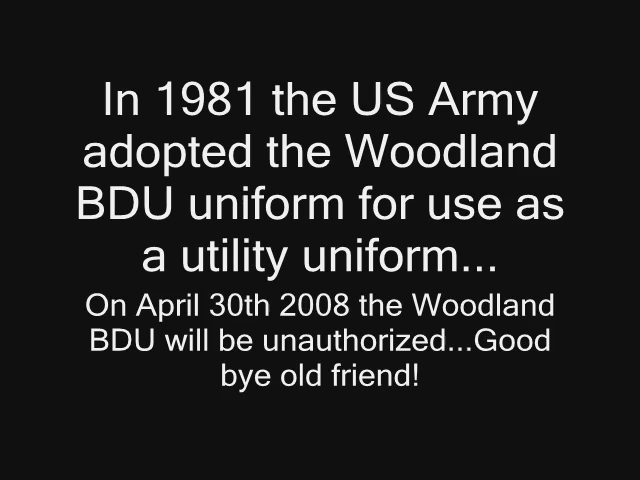 In 1981 the US Army
adopted the Woodland
BDU uniform for use as
a utility uniform...
On April 30th 2008 the Woodland
BDU will be unauthorized...Good
bye old friend!